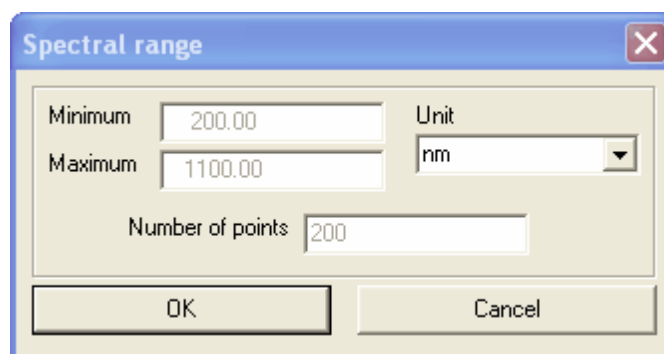 Spectral range
Minimum 200.00 Unit
Maximum 1100.00 nm
Number of points 200
OK Cancel